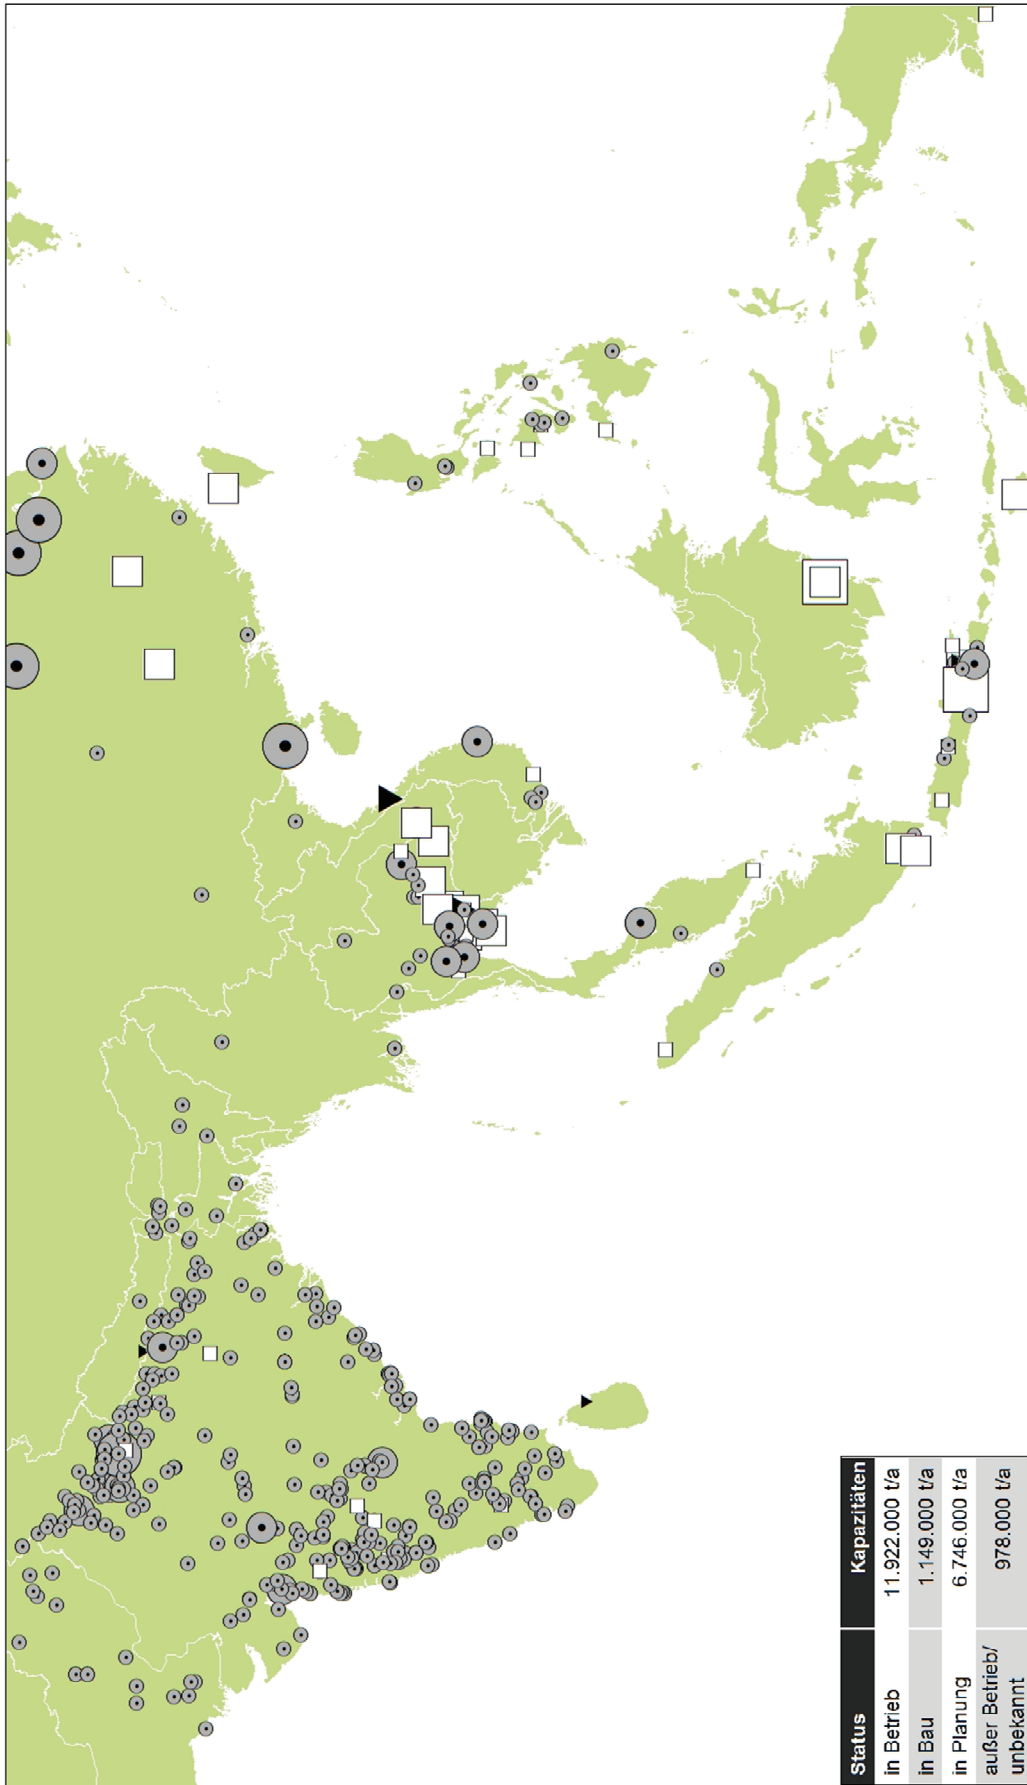 Status Kapazitäten
in Betrieb 11.922.000 t/a
in Bau 1.149.000 t/a
in Planung 6.746.000 t/a
außer Betrieb/
unbekannt 978.000 t/a